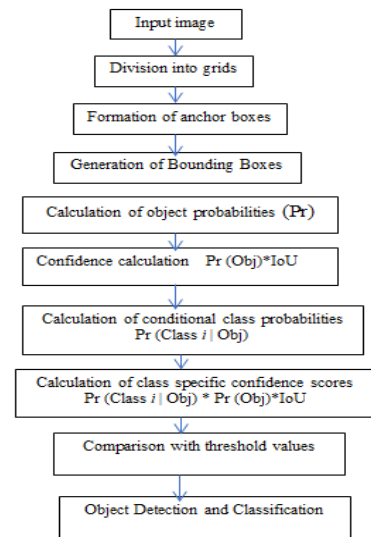 Input image
Division into grids
Formation of anchor boxes
Generation of Bounding Boxes
Calculation of object probabilities (Pr)
Confidence calculation Pr (Obj)*IoU
Calculation of conditional class probabilities
Pr (Class i | Obj)
Calculation of class specific confidence scores
Pr (Class i | Obj) * Pr (Obj)*IoU
Comparison with threshold values
Object Detection and Classification